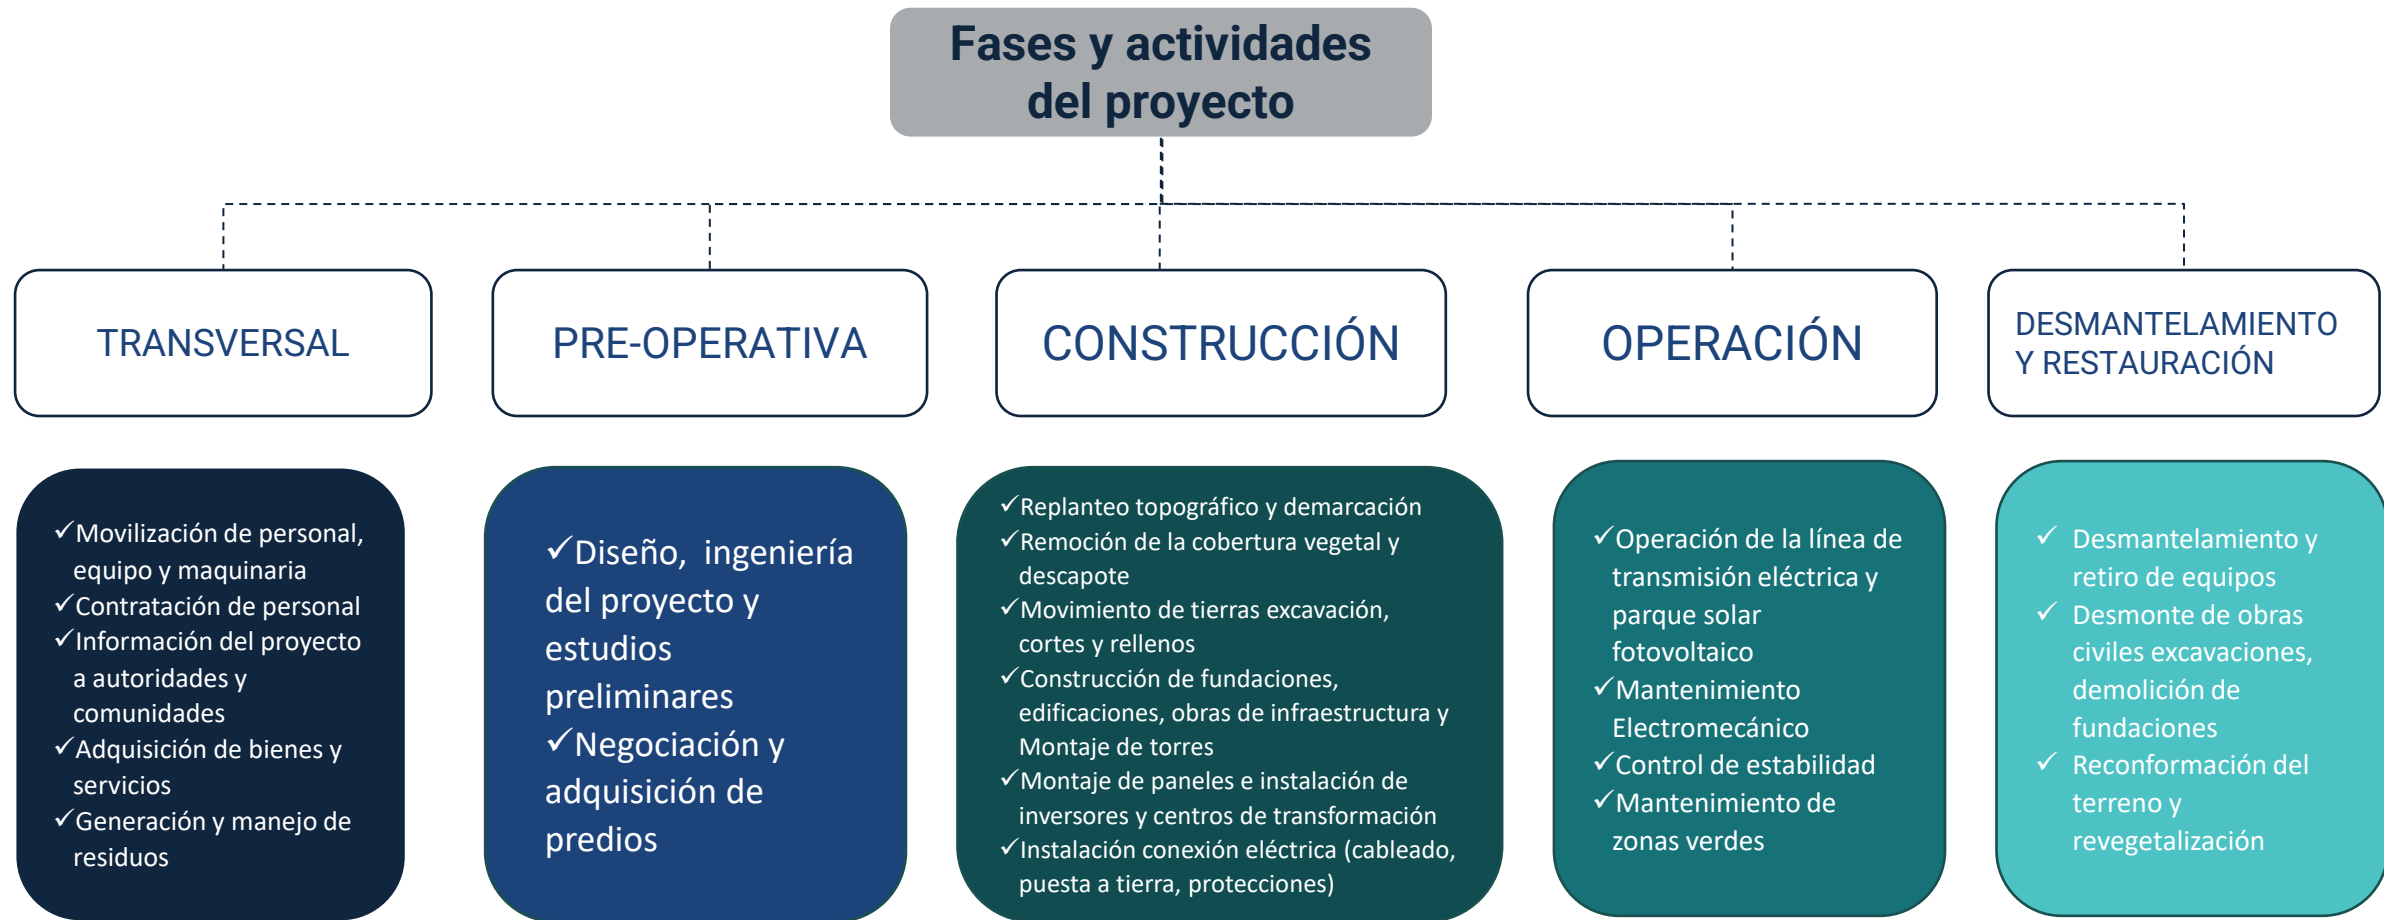 Fases y actividades
del proyecto
TRANSVERSAL
PRE-OPERATIVA
CONSTRUCCIÓN
OPERACIÓN
DESMANTELAMIENTO
Y RESTAURACIÓN
✓Movilización de personal,
equipo y maquinaria
✓Contratación de personal
✓Información del proyecto
a autoridades y
comunidades
✓Adquisición de bienes y
servicios
✓Generación y manejo de
residuos
✓Diseño, ingeniería
del proyecto y
estudios
preliminares
✓Negociación y
adquisición de
predios
✓Replanteo topográfico y demarcación
✓Remoción de la cobertura vegetal y
descapote
✓Movimiento de tierras excavación,
cortes y rellenos
✓Construcción de fundaciones,
edificaciones, obras de infraestructura y
Montaje de torres
✓Montaje de paneles e instalación de
inversores y centros de transformación
✓Instalación conexión eléctrica (cableado,
puesta a tierra, protecciones)
✓Operación de la línea de
transmisión eléctrica y
parque solar
fotovoltaico
✓Mantenimiento
Electromecánico
✓Control de estabilidad
✓Mantenimiento de
zonas verdes
✓ Desmantelamiento y
retiro de equipos
✓ Desmonte de obras
civiles excavaciones,
demolición de
fundaciones
✓ Reconformación del
terreno y
revegetalización